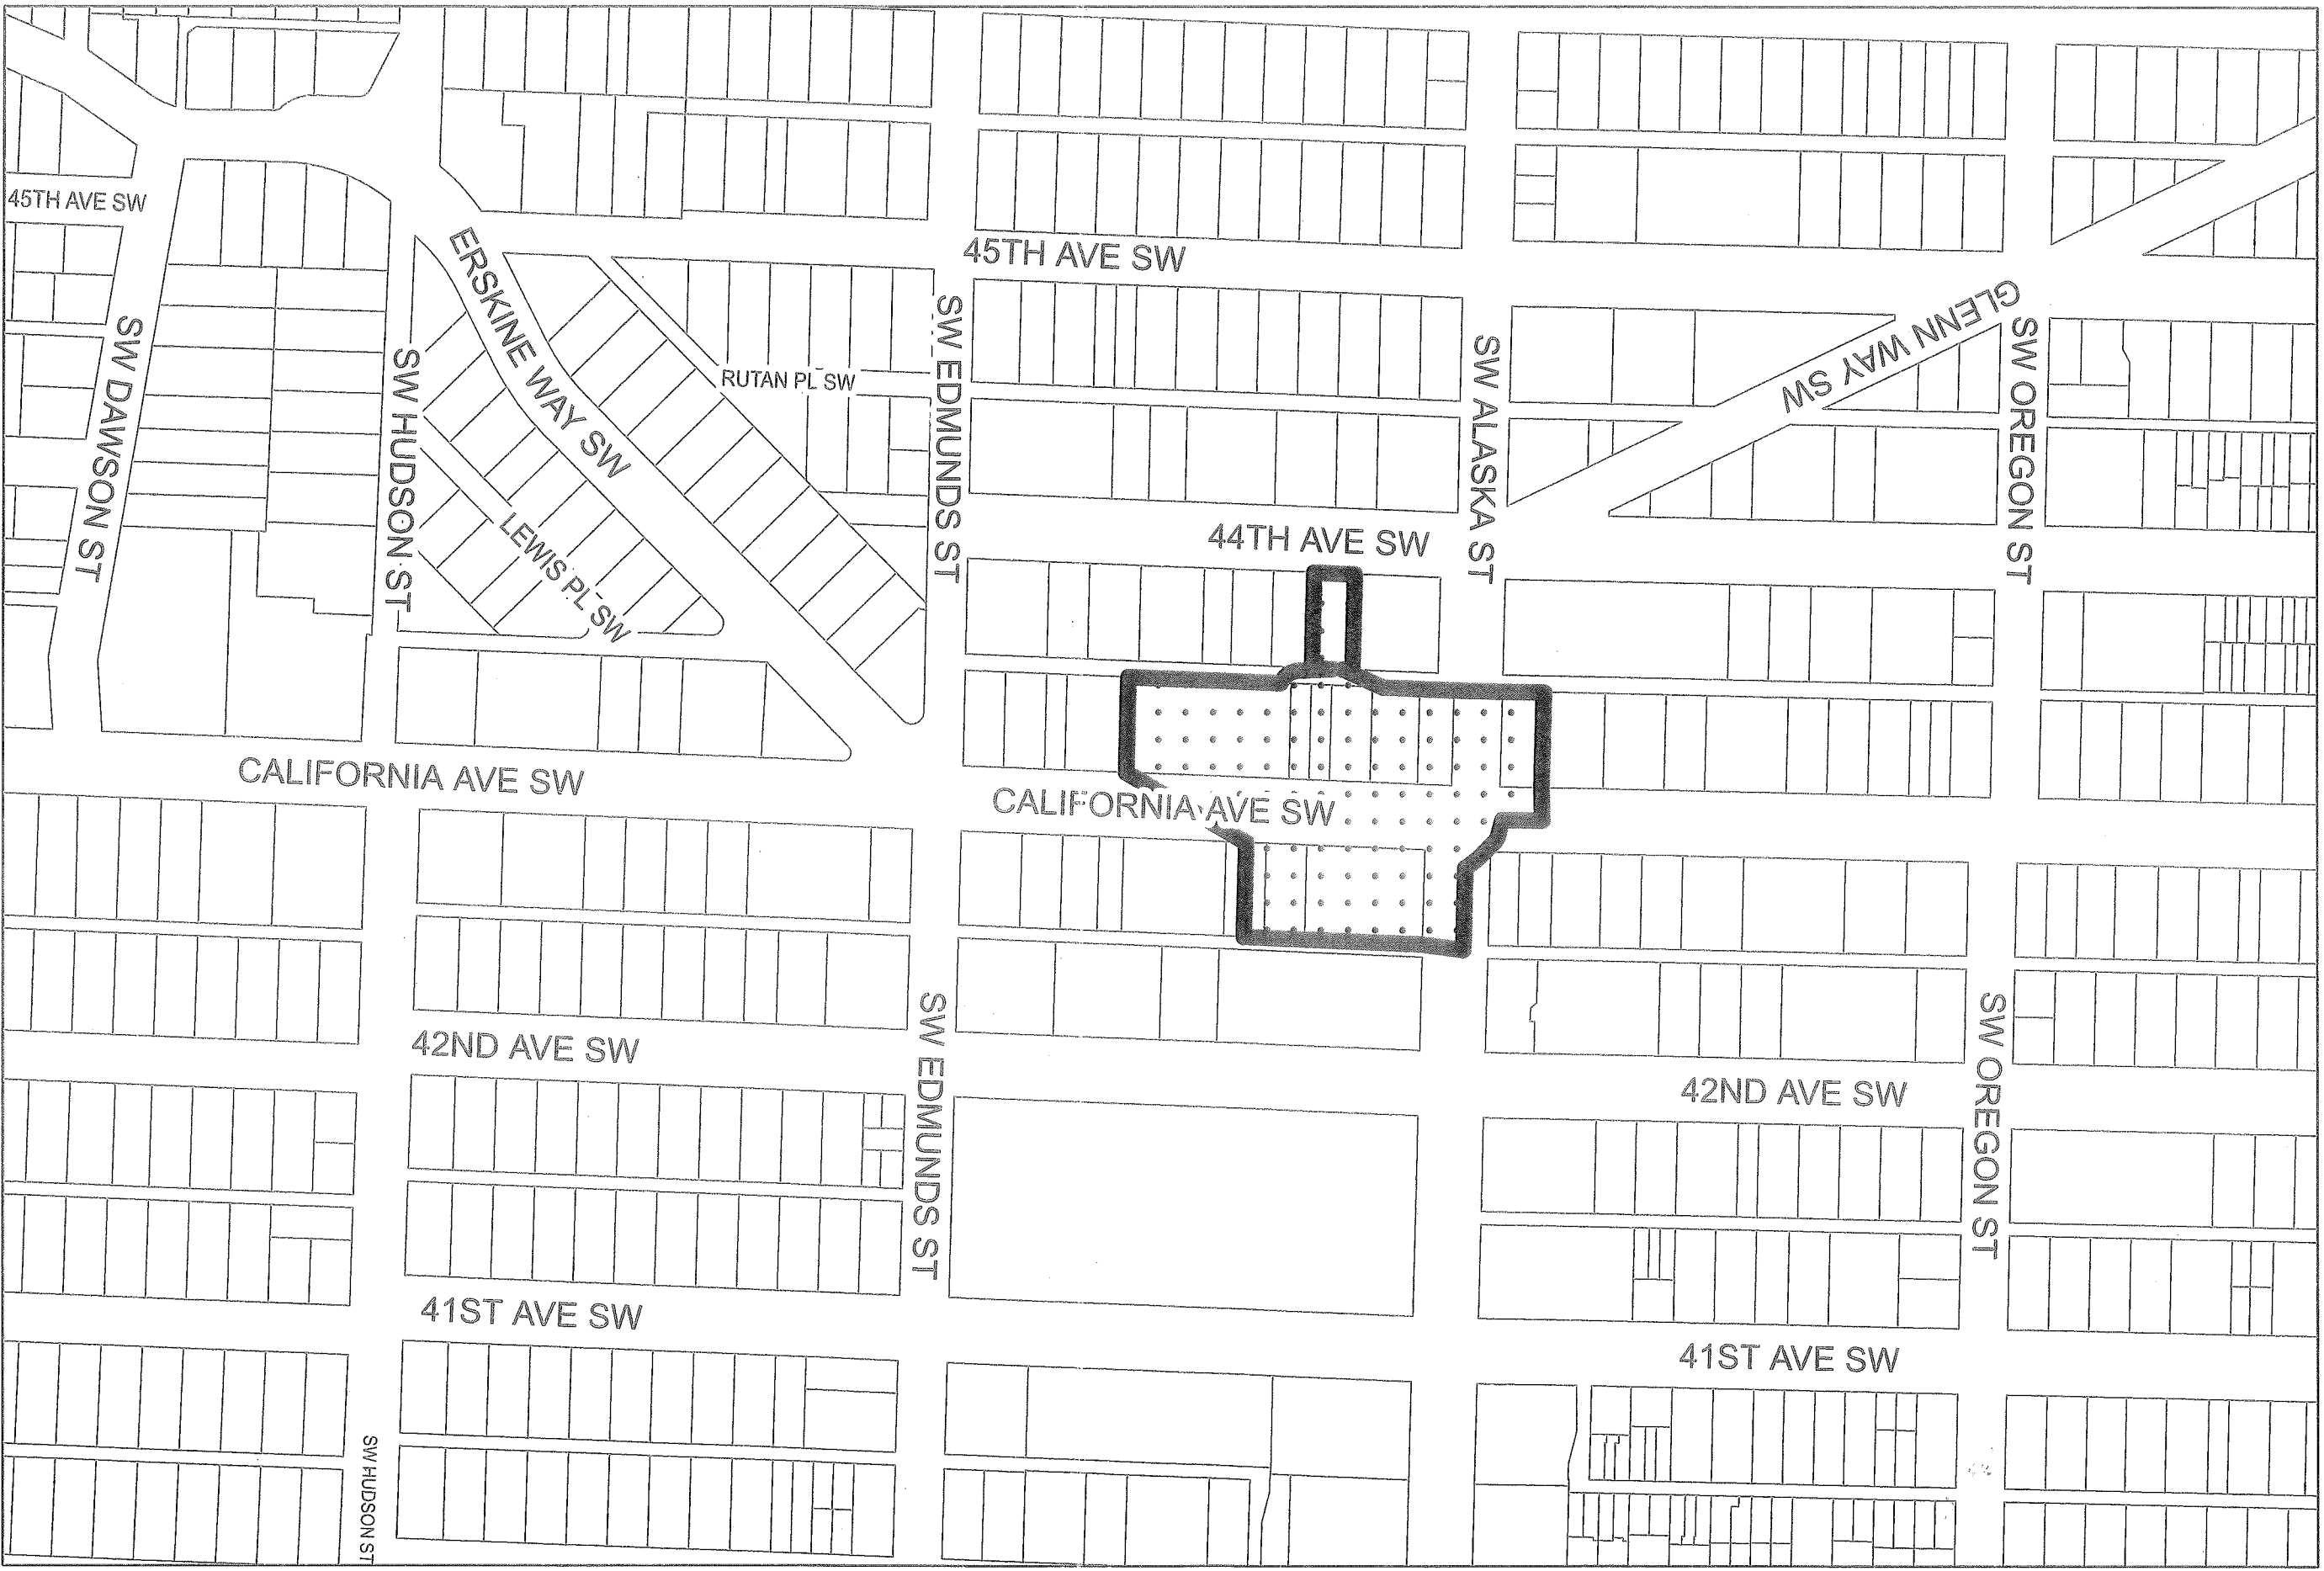 45TH AVE SW
45TH AVE SW
ERSKINE WAY SW
GLENN WAY SW
SW DAWSON ST
SW HUDSON ST
RUTAN PL SW
SW EDMUNDS ST
SW ALASKA ST
SW OREGON ST
LEWIS PL SW
44TH AVE SW
CALIFORNIA AVE SW
CALIFORNIA AVE SW
42ND AVE SW
SW EDMUNDS ST
42ND AVE SW
SW OREGON ST
41ST AVE SW
41ST AVE SW
SW HUDSON ST